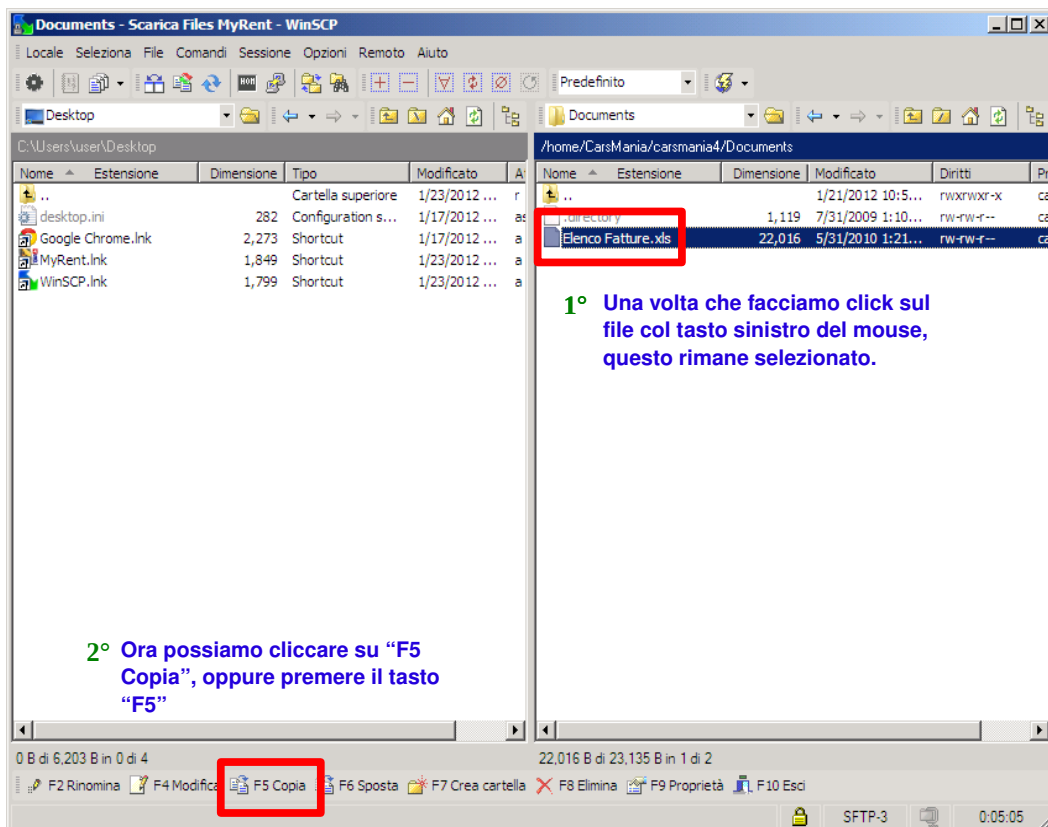 Documents - Scarica Files MyRent - WinSCP
Locale Seleziona File Comandi Sessione Opzioni Remoto Aiuto
Predefinito
Desktop
Documents
C:\Users\user\Desktop
/home/CarsMania/carsmania4/Documents
Nome Estensione Dimensione Tipo Modificato A
Nome Estensione Dimensione Modificato Diritti Pr
.. Cartella superiore 1/23/2012 ... r
.. 1/21/2012 10:5... rwxrwxr-x ca
desktop.ini 282 Configuration s... 1/17/2012 ... as
.directory 1,119 7/31/2009 1:10... rw-rw-r-- ca
Google Chrome.lnk 2,273 Shortcut 1/17/2012 ... a
Elenco Fatture.xls 22,016 5/31/2010 1:21... rw-rw-r-- ca
MyRent.lnk 1,849 Shortcut 1/23/2012 ... a
WinSCP.lnk 1,799 Shortcut 1/23/2012 ... a
1° Una volta che facciamo click sul
file col tasto sinistro del mouse,
questo rimane selezionato.
2° Ora possiamo cliccare su “F5
Copia”, oppure premere il tasto
“F5”
0 B di 6,203 B in 0 di 4
22,016 B di 23,135 B in 1 di 2
F2 Rinomina F4 Modifica F5 Copia F6 Sposta F7 Crea cartella F8 Elimina F9 Proprietà F10 Esci
SFTP-3 0:05:05